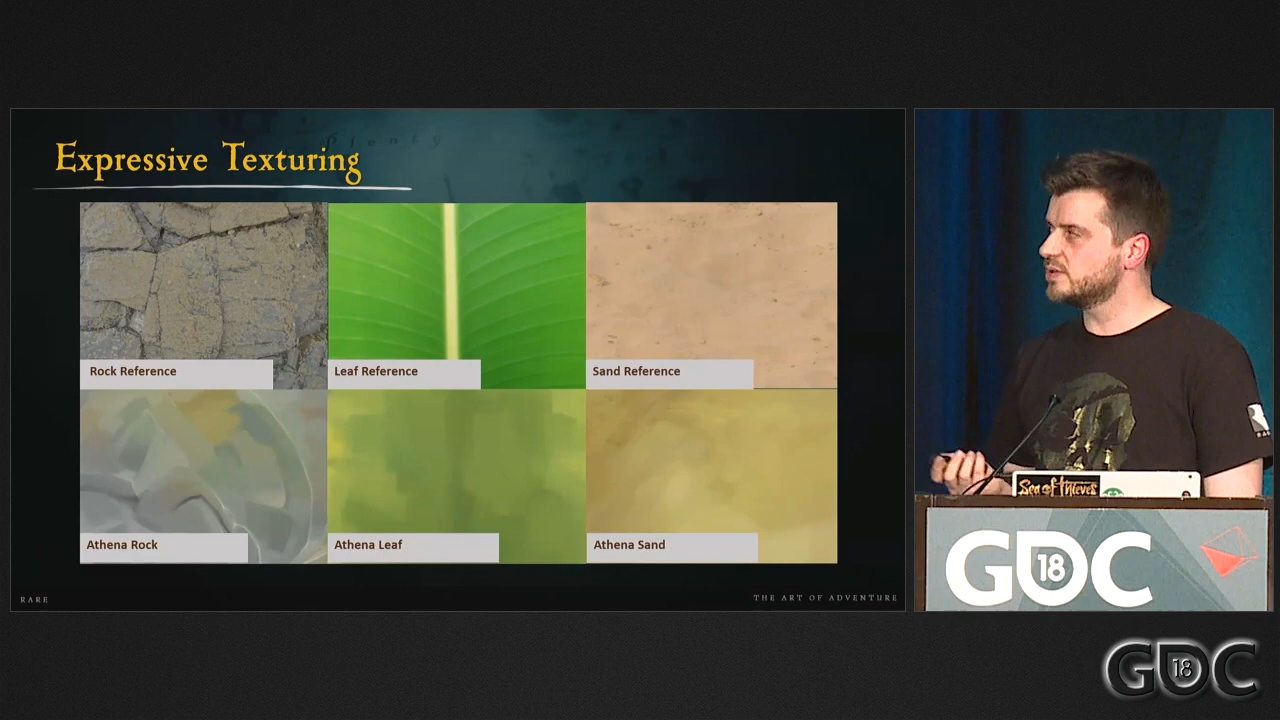 Plenty
Expressive Texturing
Rock Reference
Leaf Reference
Sand Reference
Athena Rock
Athena Leaf
Athena Sand
RARE
THE ART OF ADVENTURE
Sea of Thieves
GDC
18
GDC
18